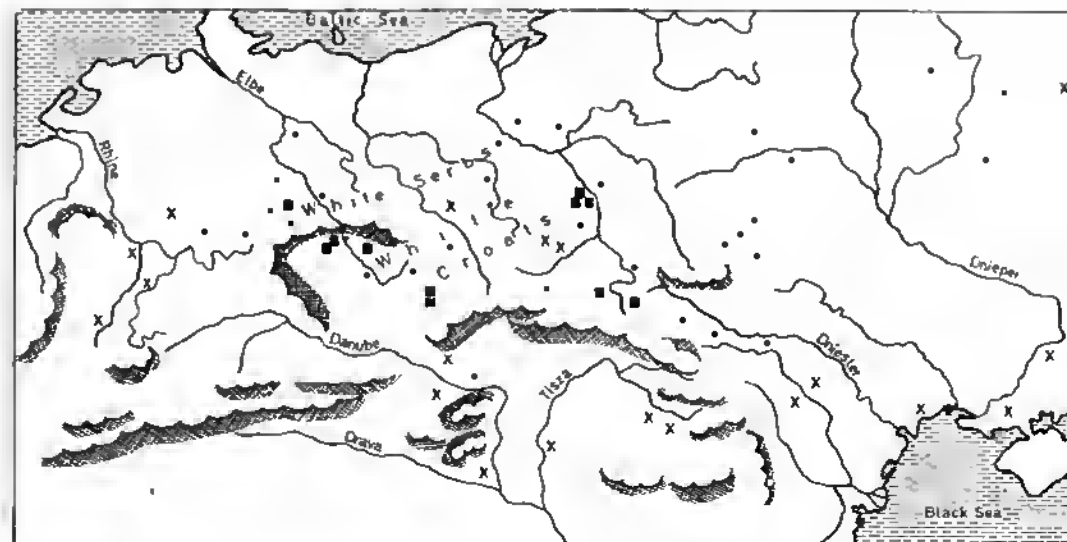 Baltic Sea
Elbe
Rhine
White Serbs
White Croats
Dnieper
Danube
Dniester
Tisza
Drava
Black Sea